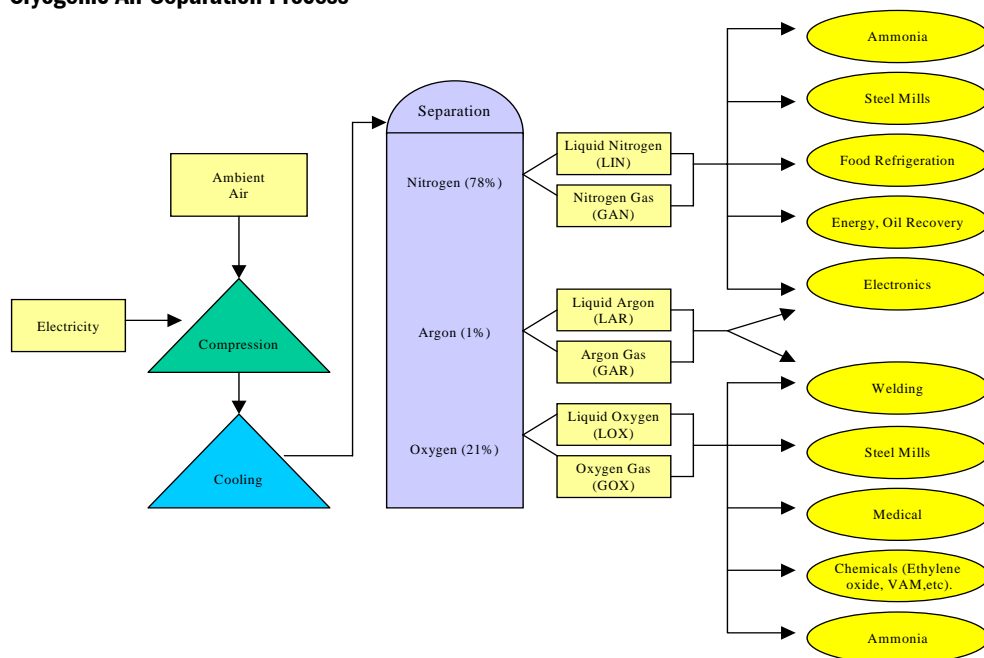 Cryogenic Air Separation Process
Ambient
Air
Electricity
Compression
Cooling
Separation
Nitrogen (78%)
Argon (1%)
Oxygen (21%)
Liquid Nitrogen
(LIN)
Nitrogen Gas
(GAN)
Liquid Argon
(LAR)
Argon Gas
(GAR)
Liquid Oxygen
(LOX)
Oxygen Gas
(GOX)
Ammonia
Steel Mills
Food Refrigeration
Energy, Oil Recovery
Electronics
Welding
Steel Mills
Medical
Chemicals (Ethylene
oxide, VAM,etc).
Ammonia